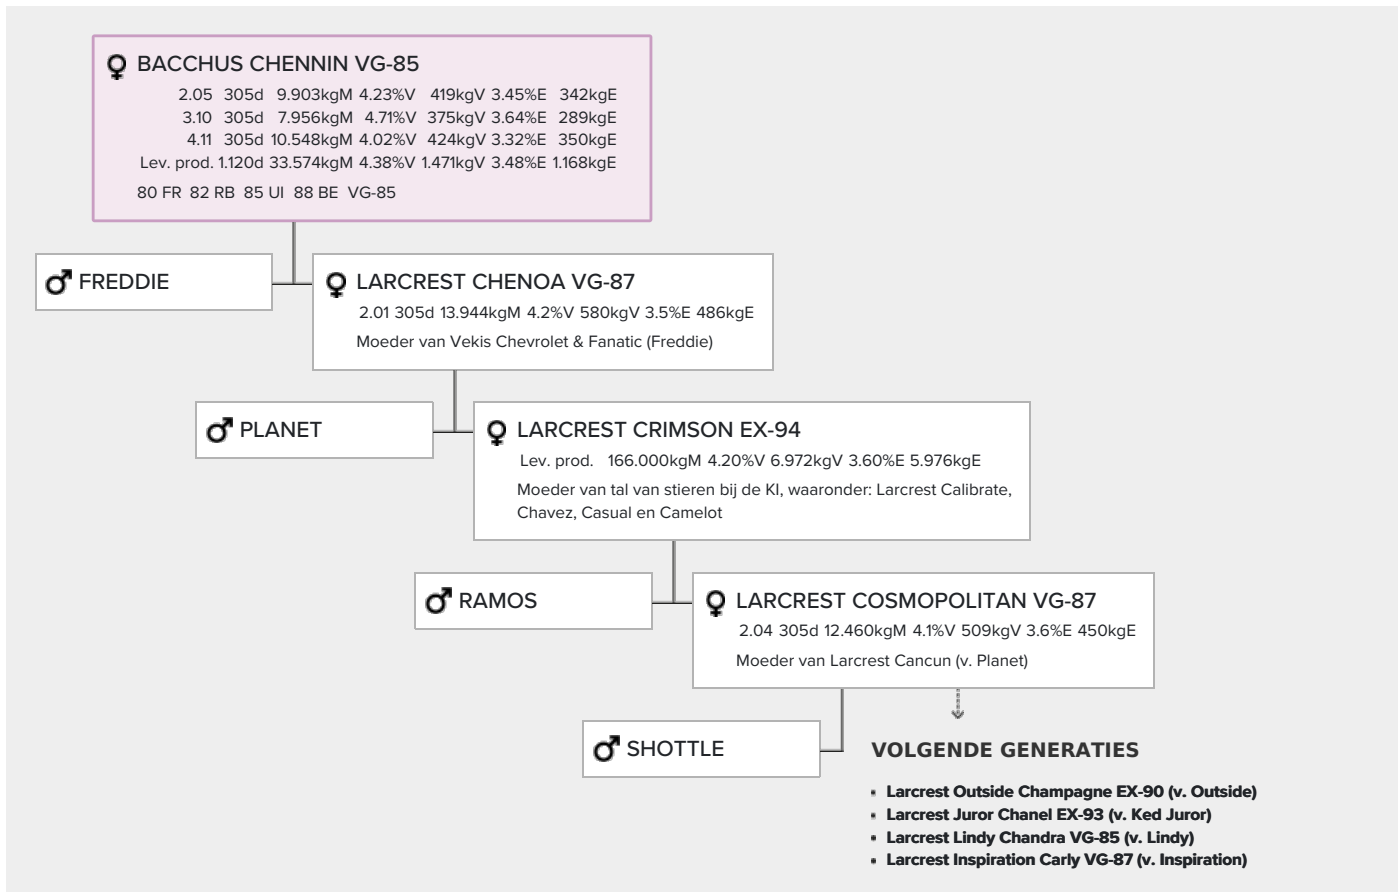 BACCHUS CHENNIN VG-85
2.05 305d 9.903kgM 4.23%V 419kgV 3.45%E 342kgE
3.10 305d 7.956kgM 4.71%V 375kgV 3.64%E 289kgE
4.11 305d 10.548kgM 4.02%V 424kgV 3.32%E 350kgE
Lev. prod. 1.120d 33.574kgM 4.38%V 1.471kgV 3.48%E 1.168kgE
80 FR 82 RB 85 UI 88 BE VG-85
FREDDIE
LARCREST CHENOA VG-87
2.01 305d 13.944kgM 4.2%V 580kgV 3.5%E 486kgE
Moeder van Vekis Chevrolet & Fanatic (Freddie)
PLANET
LARCREST CRIMSON EX-94
Lev. prod. 166.000kgM 4.20%V 6.972kgV 3.60%E 5.976kgE
Moeder van tal van stieren bij de KI, waaronder: Larcrest Calibrate,
Chavez, Casual en Camelot
RAMOS
LARCREST COSMOPOLITAN VG-87
2.04 305d 12.460kgM 4.1%V 509kgV 3.6%E 450kgE
Moeder van Larcrest Cancun (v. Planet)
SHOTTLE
VOLGENDE GENERATIES
• Larcrest Outside Champagne EX-90 (v. Outside)
• Larcrest Juror Chanel EX-93 (v. Ked Juror)
• Larcrest Lindy Chandra VG-85 (v. Lindy)
• Larcrest Inspiration Carly VG-87 (v. Inspiration)